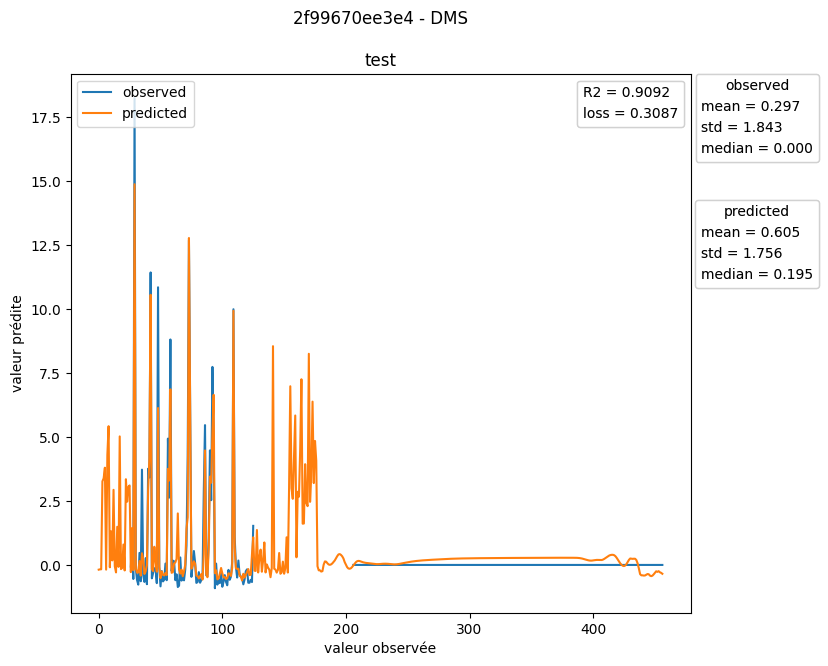 2f99670ee3e4 - DMS
test
observed
predicted
R2 = 0.9092
loss = 0.3087
observed
mean = 0.297
std = 1.843
median = 0.000
predicted
mean = 0.605
std = 1.756
median = 0.195
valeur prédite
17.5
15.0
12.5
10.0
7.5
5.0
2.5
0.0
0
100
200
300
400
valeur observée